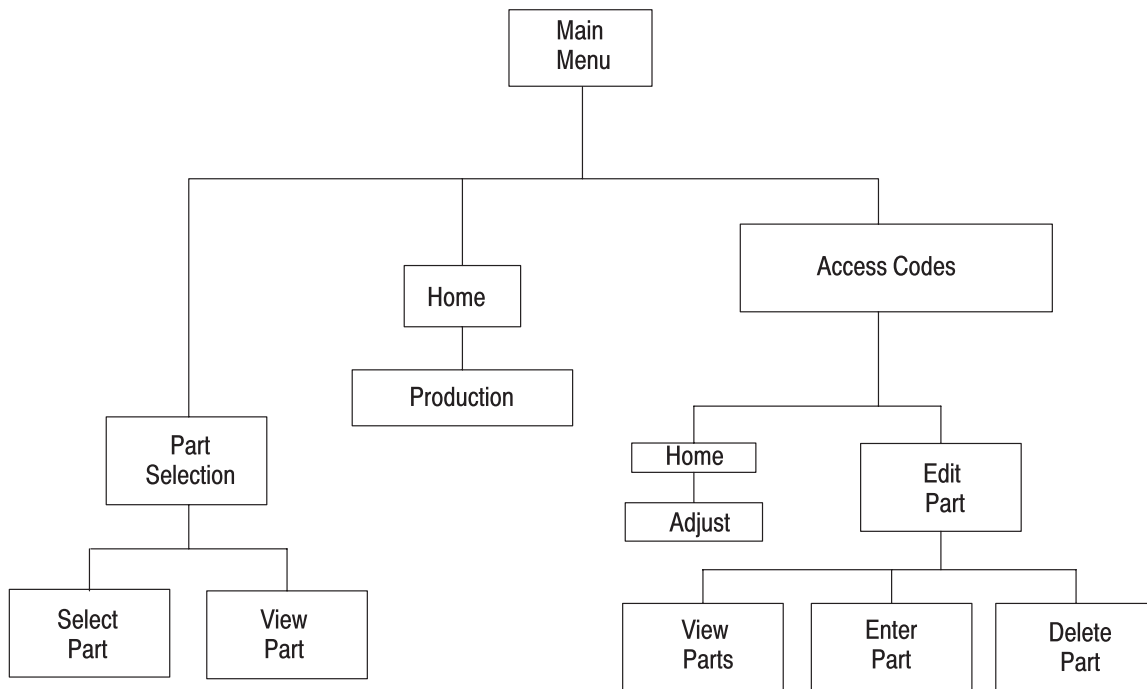 Main
Menu
Access Codes
Home
Production
Part
Selection
Home
Adjust
Edit
Part
Select
Part
View
Part
View
Parts
Enter
Part
Delete
Part